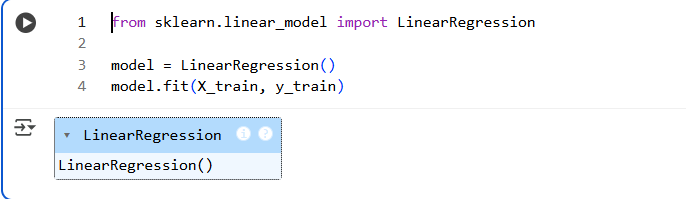 1 from sklearn.linear_model import LinearRegression
2
3 model = LinearRegression()
4 model.fit(X_train, y_train)
LinearRegression i ?
LinearRegression()